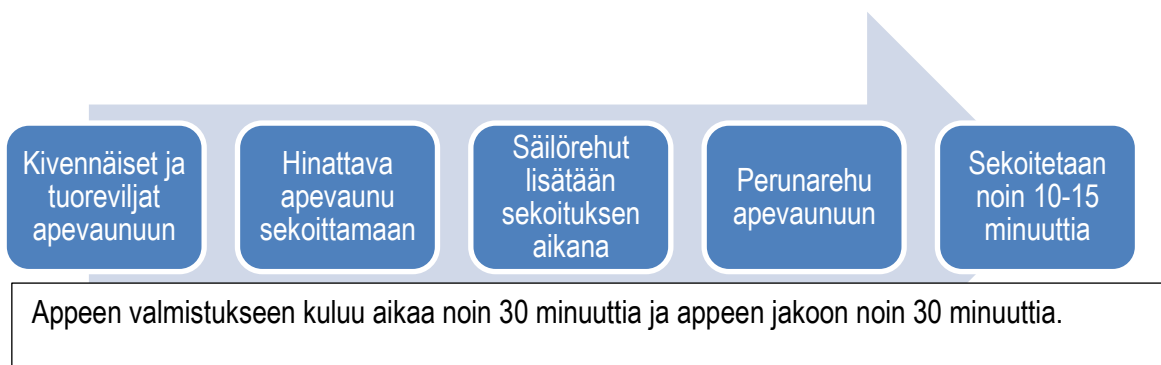 Kivennäiset ja
tuoreviljat
apevaunuun
Hinattava
apevaunu
sekoittamaan
Säilörehut
lisätään
sekoituksen
aikana
Perunarehu
apevaunuun
Sekoitetaan
noin 10-15
minuuttia
Appeen valmistukseen kuluu aikaa noin 30 minuuttia ja appeen jakoon noin 30 minuuttia.